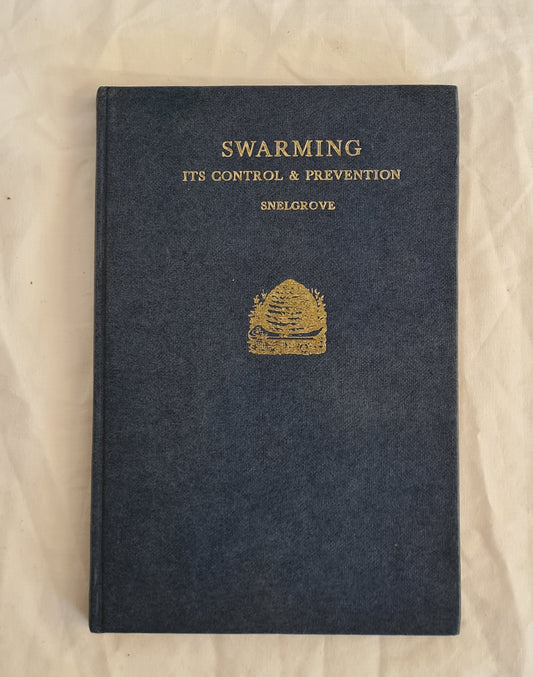 SWARMING
ITS CONTROL & PREVENTION
SNELGROVE